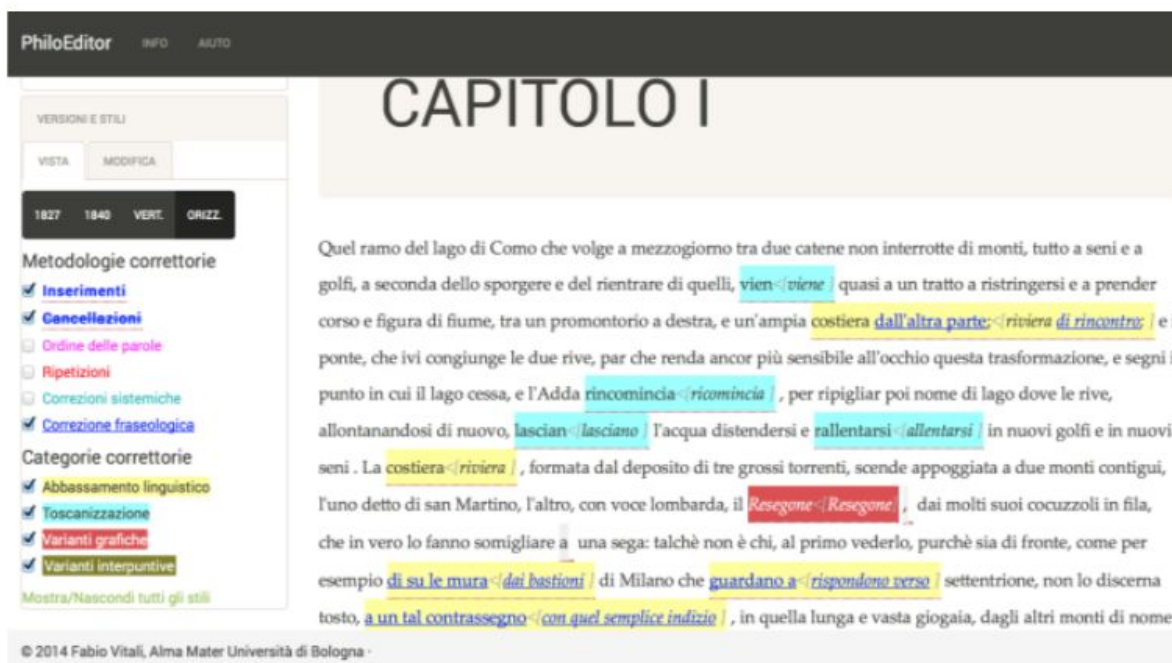 PhiloEditor INFO AIUTO
VERSIONI E STILI
VISTA MODIFICA
1827 1840 VERT. ORIZZ.
Metodologie correttorie
Inserimenti
Cancellazioni
Ordine delle parole
Ripetizioni
Correzioni sistemiche
Correzione fraseologica
Categorie correttorie
Abbassamento linguistico
Toscanizzazione
Varianti grafiche
Varianti interpuntive
Mostra/Nascondi tutti gli stili
CAPITOLO I
Quel ramo del lago di Como che volge a mezzogiorno tra due catene non interrotte di monti, tutto a seni e a
golfi, a seconda dello sporgere e del rientrare di quelli, vien<[viene ] quasi a un tratto a ristringersi e a prender
corso e figura di fiume, tra un promontorio a destra, e un'ampia costiera dall'altra parte;<[riviera di rincontro; ] e i
ponte, che ivi congiunge le due rive, par che renda ancor più sensibile all'occhio questa trasformazione, e segni i
punto in cui il lago cessa, e l'Adda rincomincia<[ricomincia ] , per ripigliar poi nome di lago dove le rive,
allontanandosi di nuovo, lascian<[lasciano ] l'acqua distendersi e rallentarsi<[allentarsi ] in nuovi golfi e in nuovi
seni . La costiera<[riviera ] , formata dal deposito di tre grossi torrenti, scende appoggiata a due monti contigui,
l'uno detto di san Martino, l'altro, con voce lombarda, il Resegone<[Resegone] , dai molti suoi cocuzzoli in fila,
che in vero lo fanno somigliare a una sega: talchè non è chi, al primo vederlo, purchè sia di fronte, come per
esempio di su le mura<[dai bastioni ] di Milano che guardano a<[rispondono verso ] settentrione, non lo discerna
tosto, a un tal contrassegno<[con quel semplice indizio ] , in quella lunga e vasta giogaia, dagli altri monti di nome
© 2014 Fabio Vitali, Alma Mater Università di Bologna ·